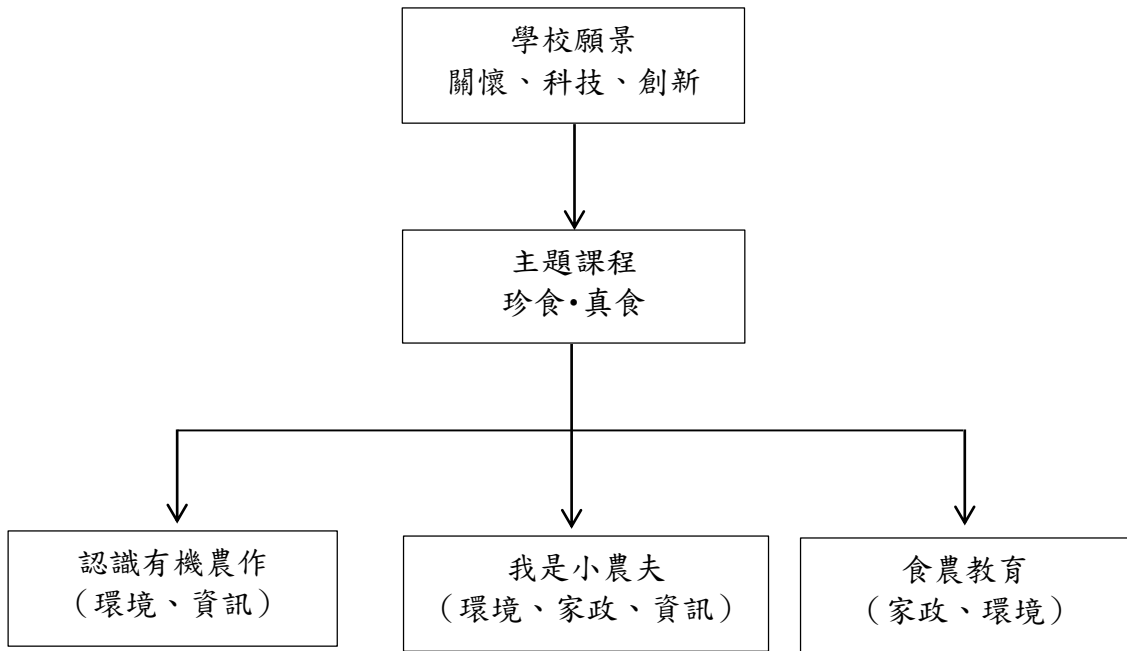 學校願景
關懷、科技、創新
主題課程
珍食•真食
認識有機農作
（環境、資訊）
我是小農夫
（環境、家政、資訊）
食農教育
（家政、環境）